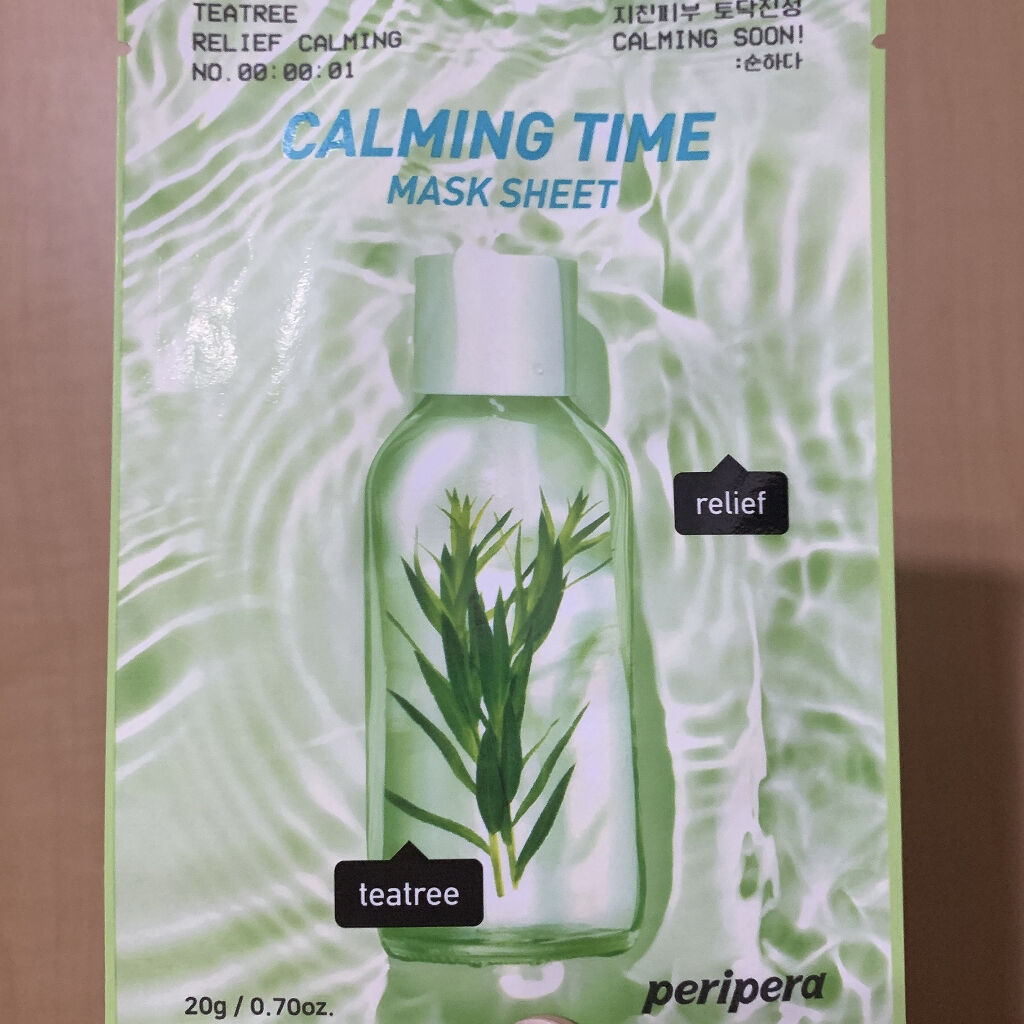 TEATREE
RELIEF CALMING
NO.00:00:01
지친피부 토닥진정
CALMING SOON!
:순하다
CALMING TIME
MASK SHEET
relief
teatree
20g / 0.70oz.
peripera